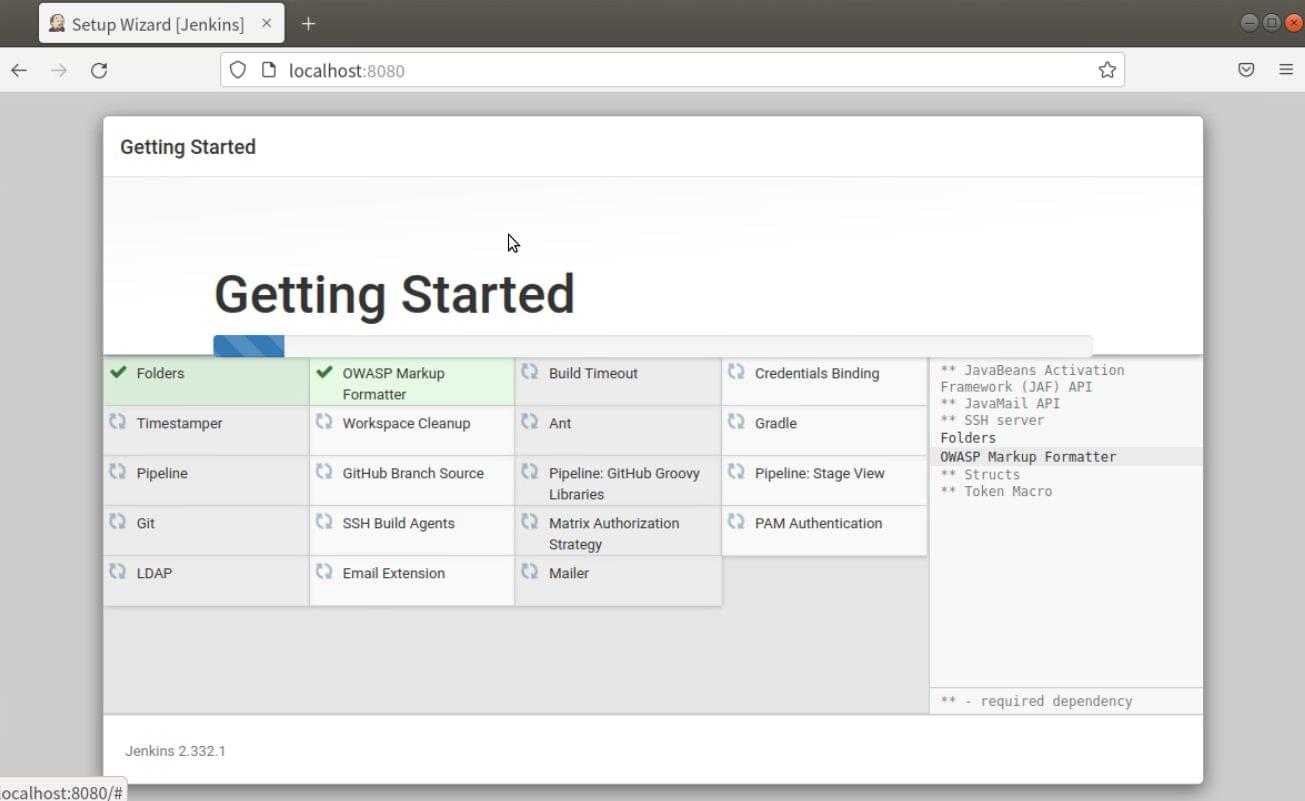 Setup Wizard [Jenkins]
localhost:8080
Getting Started
Getting Started
Folders
OWASP Markup
Formatter
Build Timeout
Credentials Binding
Timestamper
Workspace Cleanup
Ant
Gradle
Pipeline
GitHub Branch Source
Pipeline: GitHub Groovy
Libraries
Pipeline: Stage View
Git
SSH Build Agents
Matrix Authorization
Strategy
PAM Authentication
LDAP
Email Extension
Mailer
** JavaBeans Activation
Framework (JAF) API
** JavaMail API
** SSH server
Folders
OWASP Markup Formatter
** Structs
** Token Macro
** - required dependency
Jenkins 2.332.1
localhost:8080/#